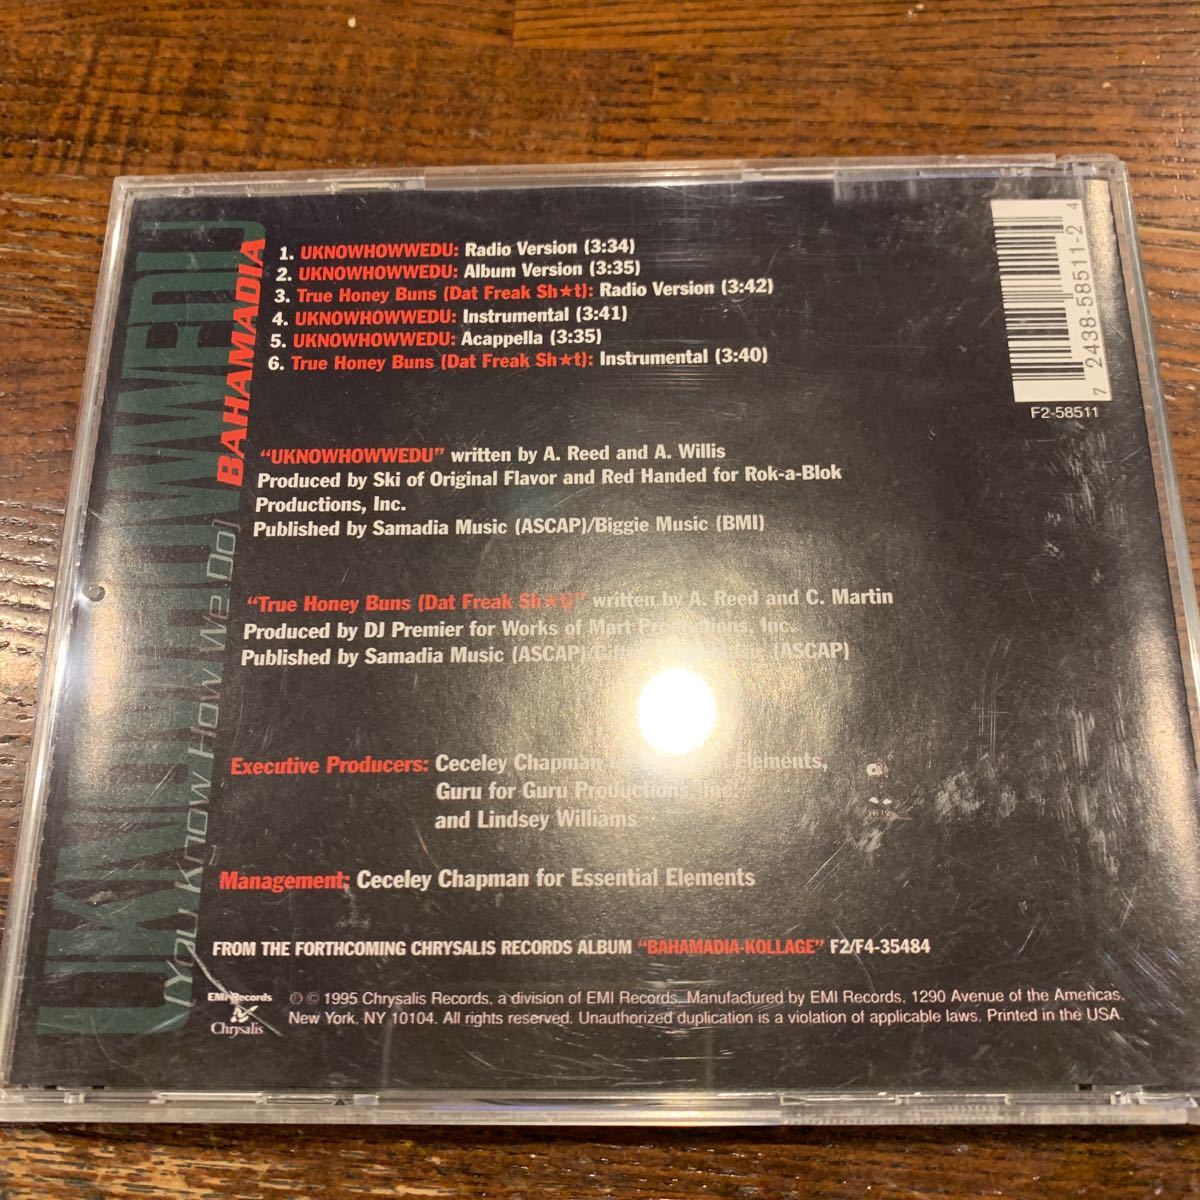 UKNOWHOWWEDU
(You Know How We Do)
BAHAMADIA
1. UKNOWHOWWEDU: Radio Version (3:34)
2. UKNOWHOWWEDU: Album Version (3:35)
3. True Honey Buns (Dat Freak Sh★t): Radio Version (3:42)
4. UKNOWHOWWEDU: Instrumental (3:41)
5. UKNOWHOWWEDU: Acappella (3:35)
6. True Honey Buns (Dat Freak Sh★t): Instrumental (3:40)
7 2438-58511-2 4
F2-58511
"UKNOWHOWWEDU" written by A. Reed and A. Willis
Produced by Ski of Original Flavor and Red Handed for Rok-a-Blok
Productions, Inc.
Published by Samadia Music (ASCAP)/Biggie Music (BMI)
"True Honey Buns (Dat Freak Sh★t)" written by A. Reed and C. Martin
Produced by DJ Premier for Works of Mart Productions, Inc.
Published by Samadia Music (ASCAP)/ Music (ASCAP)
Executive Producers: Ceceley Chapman Elements,
Guru for Guru Productions, Inc.
and Lindsey Williams
Management: Ceceley Chapman for Essential Elements
FROM THE FORTHCOMING CHRYSALIS RECORDS ALBUM "BAHAMADIA-KOLLAGE" F2/F4-35484
EMI Records
Chrysalis
℗ © 1995 Chrysalis Records, a division of EMI Records. Manufactured by EMI Records, 1290 Avenue of the Americas,
New York, NY 10104. All rights reserved. Unauthorized duplication is a violation of applicable laws. Printed in the USA.